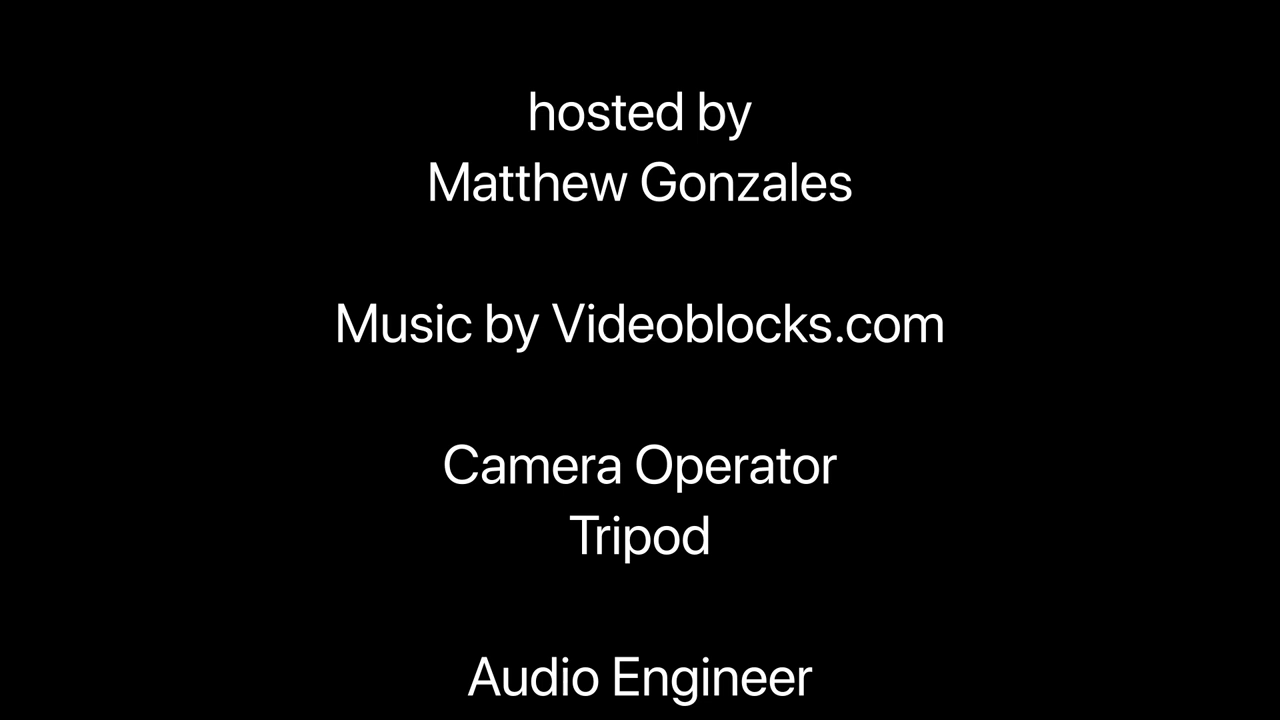 hosted by
Matthew Gonzales
Music by Videoblocks.com
Camera Operator
Tripod
Audio Engineer